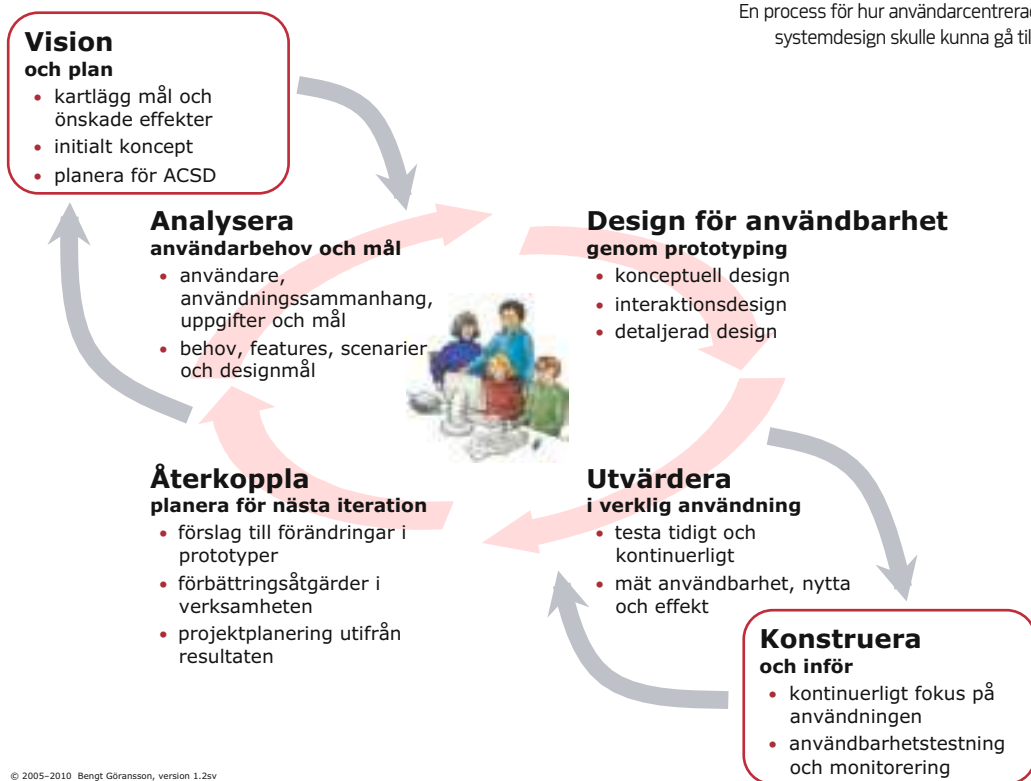 En process för hur användarcentrerad
systemdesign skulle kunna gå til
Vision
och plan
• kartlägg mål och
önskade effekter
• initialt koncept
• planera för ACSD
Analysera
användarbehov och mål
• användare,
användningssammanhang,
uppgifter och mål
• behov, features, scenarier
och designmål
Design för användbarhet
genom prototyping
• konceptuell design
• interaktionsdesign
• detaljerad design
Återkoppla
planera för nästa iteration
• förslag till förändringar i
prototyper
• förbättringsåtgärder i
verksamheten
• projektplanering utifrån
resultaten
Utvärdera
i verklig användning
• testa tidigt och
kontinuerligt
• mät användbarhet, nytta
och effekt
Konstruera
och inför
• kontinuerligt fokus på
användningen
• användbarhetstestning
och monitorering
© 2005–2010 Bengt Göransson, version 1.2sv